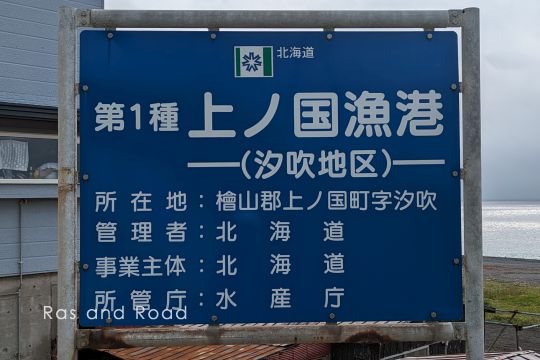 北海道
第1種 上ノ国漁港
(汐吹地区)
所在地:檜山郡上ノ国町字汐吹
管理者:北海道
事業主体:北海道
所管庁:水産庁
Ras and Road